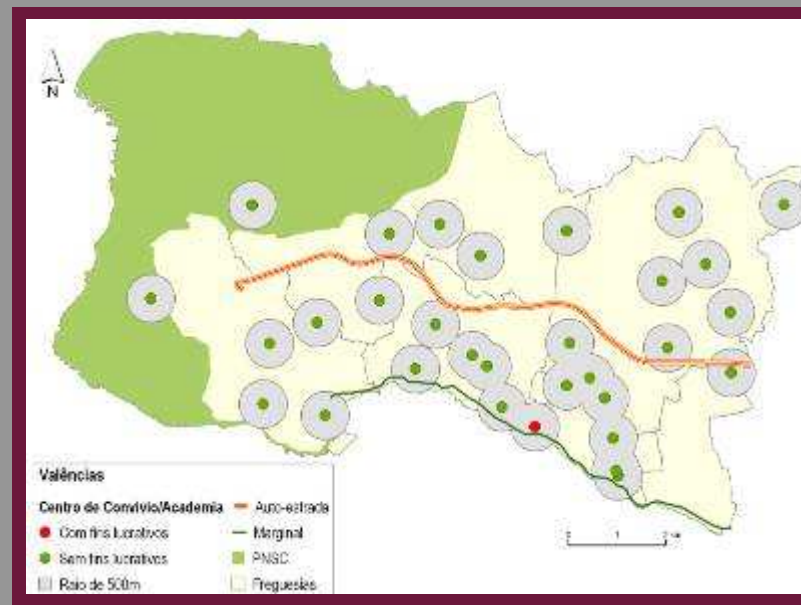 N
Valências
Centro de Convívio/Academia
Auto-estrada
Com fins lucrativos
Marginal
Sem fins lucrativos
PNSC
Raio de 500m
Freguesias
1